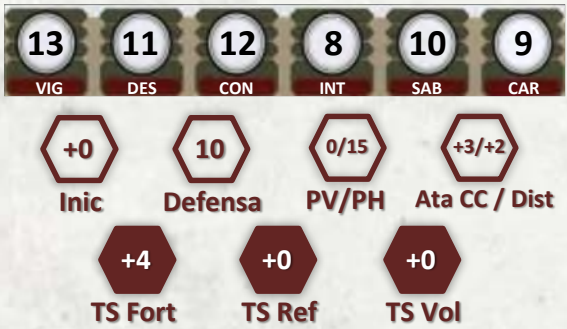 13 11 12 8 10 9
VIG DES CON INT SAB CAR
+0 10 0/15 +3/+2
Inic Defensa PV/PH Ata CC / Dist
+4 +0 +0
TS Fort TS Ref TS Vol